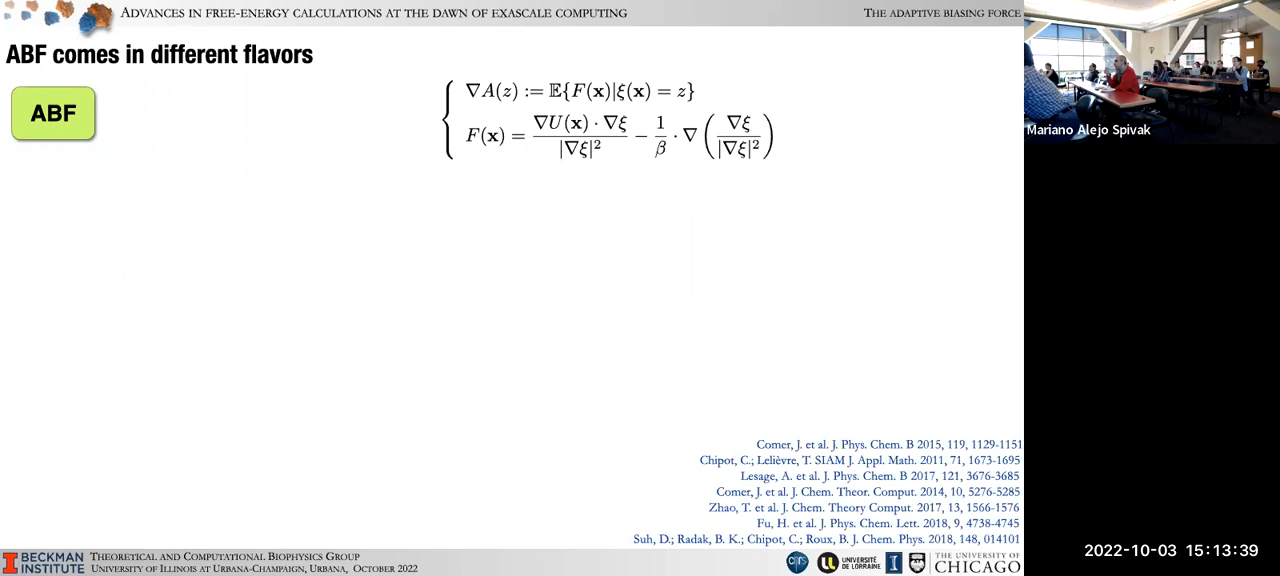 ADVANCES IN FREE-ENERGY CALCULATIONS AT THE DAWN OF EXASCALE COMPUTING
THE ADAPTIVE BIASING FORCE
ABF comes in different flavors
ABF
∇A(z) := 𝔼{F(x)|ξ(x) = z}
F(x) = ∇U(x) · ∇ξ / |∇ξ|² − 1/β · ∇ (∇ξ / |∇ξ|²)
Mariano Alejo Spivak
Comer, J. et al. J. Phys. Chem. B 2015, 119, 1129-1151
Chipot, C.; Lelièvre, T. SIAM J. Appl. Math. 2011, 71, 1673-1695
Lesage, A. et al. J. Phys. Chem. B 2017, 121, 3676-3685
Comer, J. et al. J. Chem. Theor. Comput. 2014, 10, 5276-5285
Zhao, T. et al. J. Chem. Theory Comput. 2017, 13, 1566-1576
Fu, H. et al. J. Phys. Chem. Lett. 2018, 9, 4738-4745
Suh, D.; Radak, B. K.; Chipot, C.; Roux, B. J. Chem. Phys. 2018, 148, 014101
I BECKMAN INSTITUTE
THEORETICAL AND COMPUTATIONAL BIOPHYSICS GROUP
UNIVERSITY OF ILLINOIS AT URBANA-CHAMPAIGN, URBANA, OCTOBER 2022
cnrs
UNIVERSITÉ DE LORRAINE
I
THE UNIVERSITY OF CHICAGO
2022-10-03 15:13:39